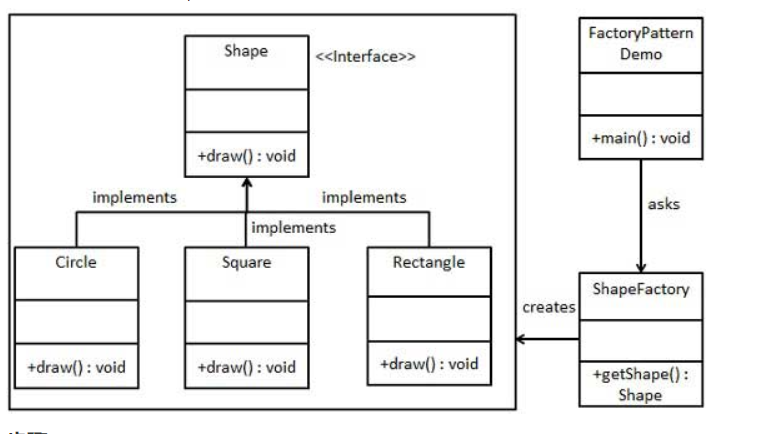 Shape
<<Interface>>
+draw() : void
implements
implements
implements
Circle
+draw() : void
Square
+draw() : void
Rectangle
+draw() : void
FactoryPattern
Demo
+main() : void
asks
ShapeFactory
creates
+getShape() :
Shape